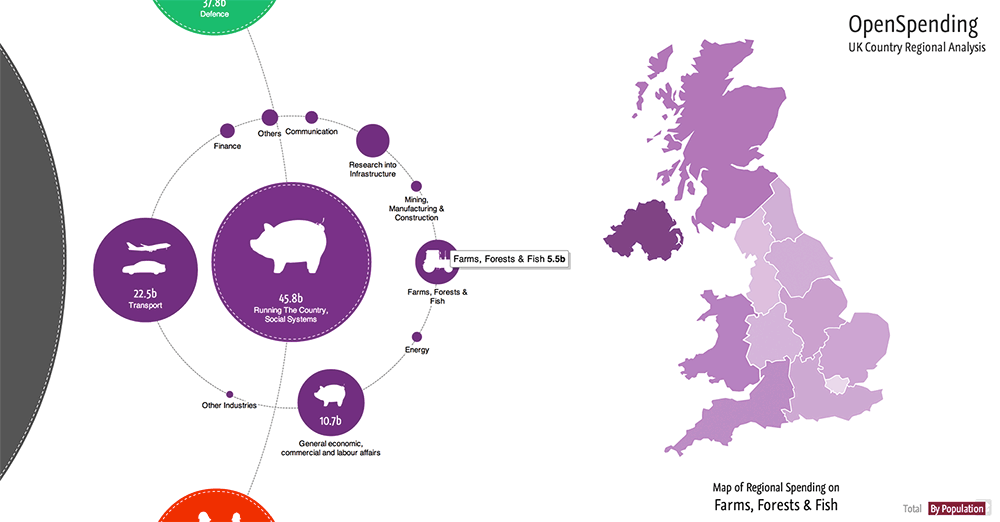 37.8b
Defence
OpenSpending
UK Country Regional Analysis
Others
Communication
Finance
Research into
Infrastructure
Mining,
Manufacturing &
Construction
Farms, Forests & Fish 5.5b
22.5b
Transport
45.8b
Running The Country,
Social Systems
Farms, Forests &
Fish
Energy
Other Industries
10.7b
General economic,
commercial and labour affairs
Map of Regional Spending on
Farms, Forests & Fish
Total
By Population